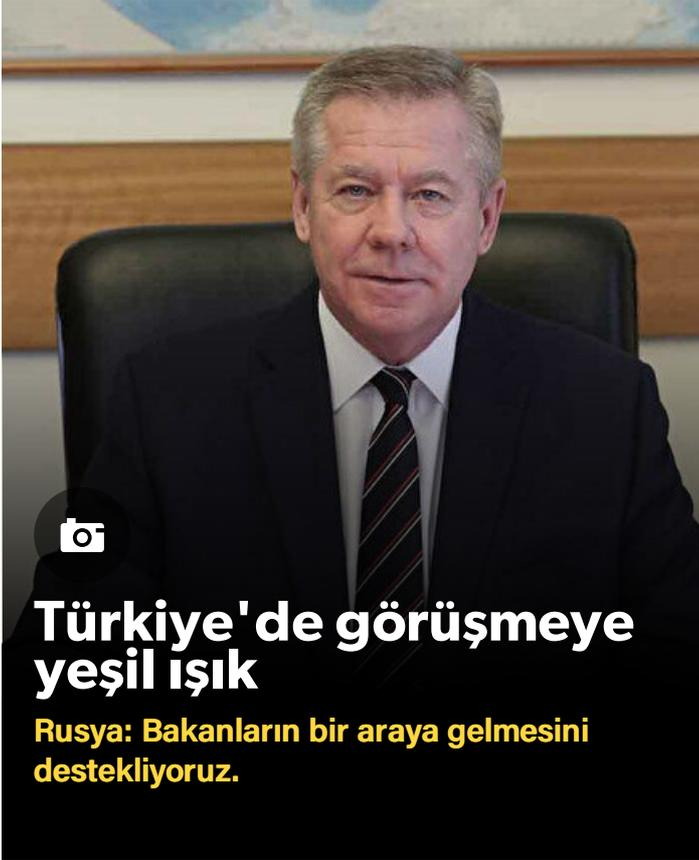 Türkiye'de görüşmeye
yeşil ışık
Rusya: Bakanların bir araya gelmesini
destekliyoruz.